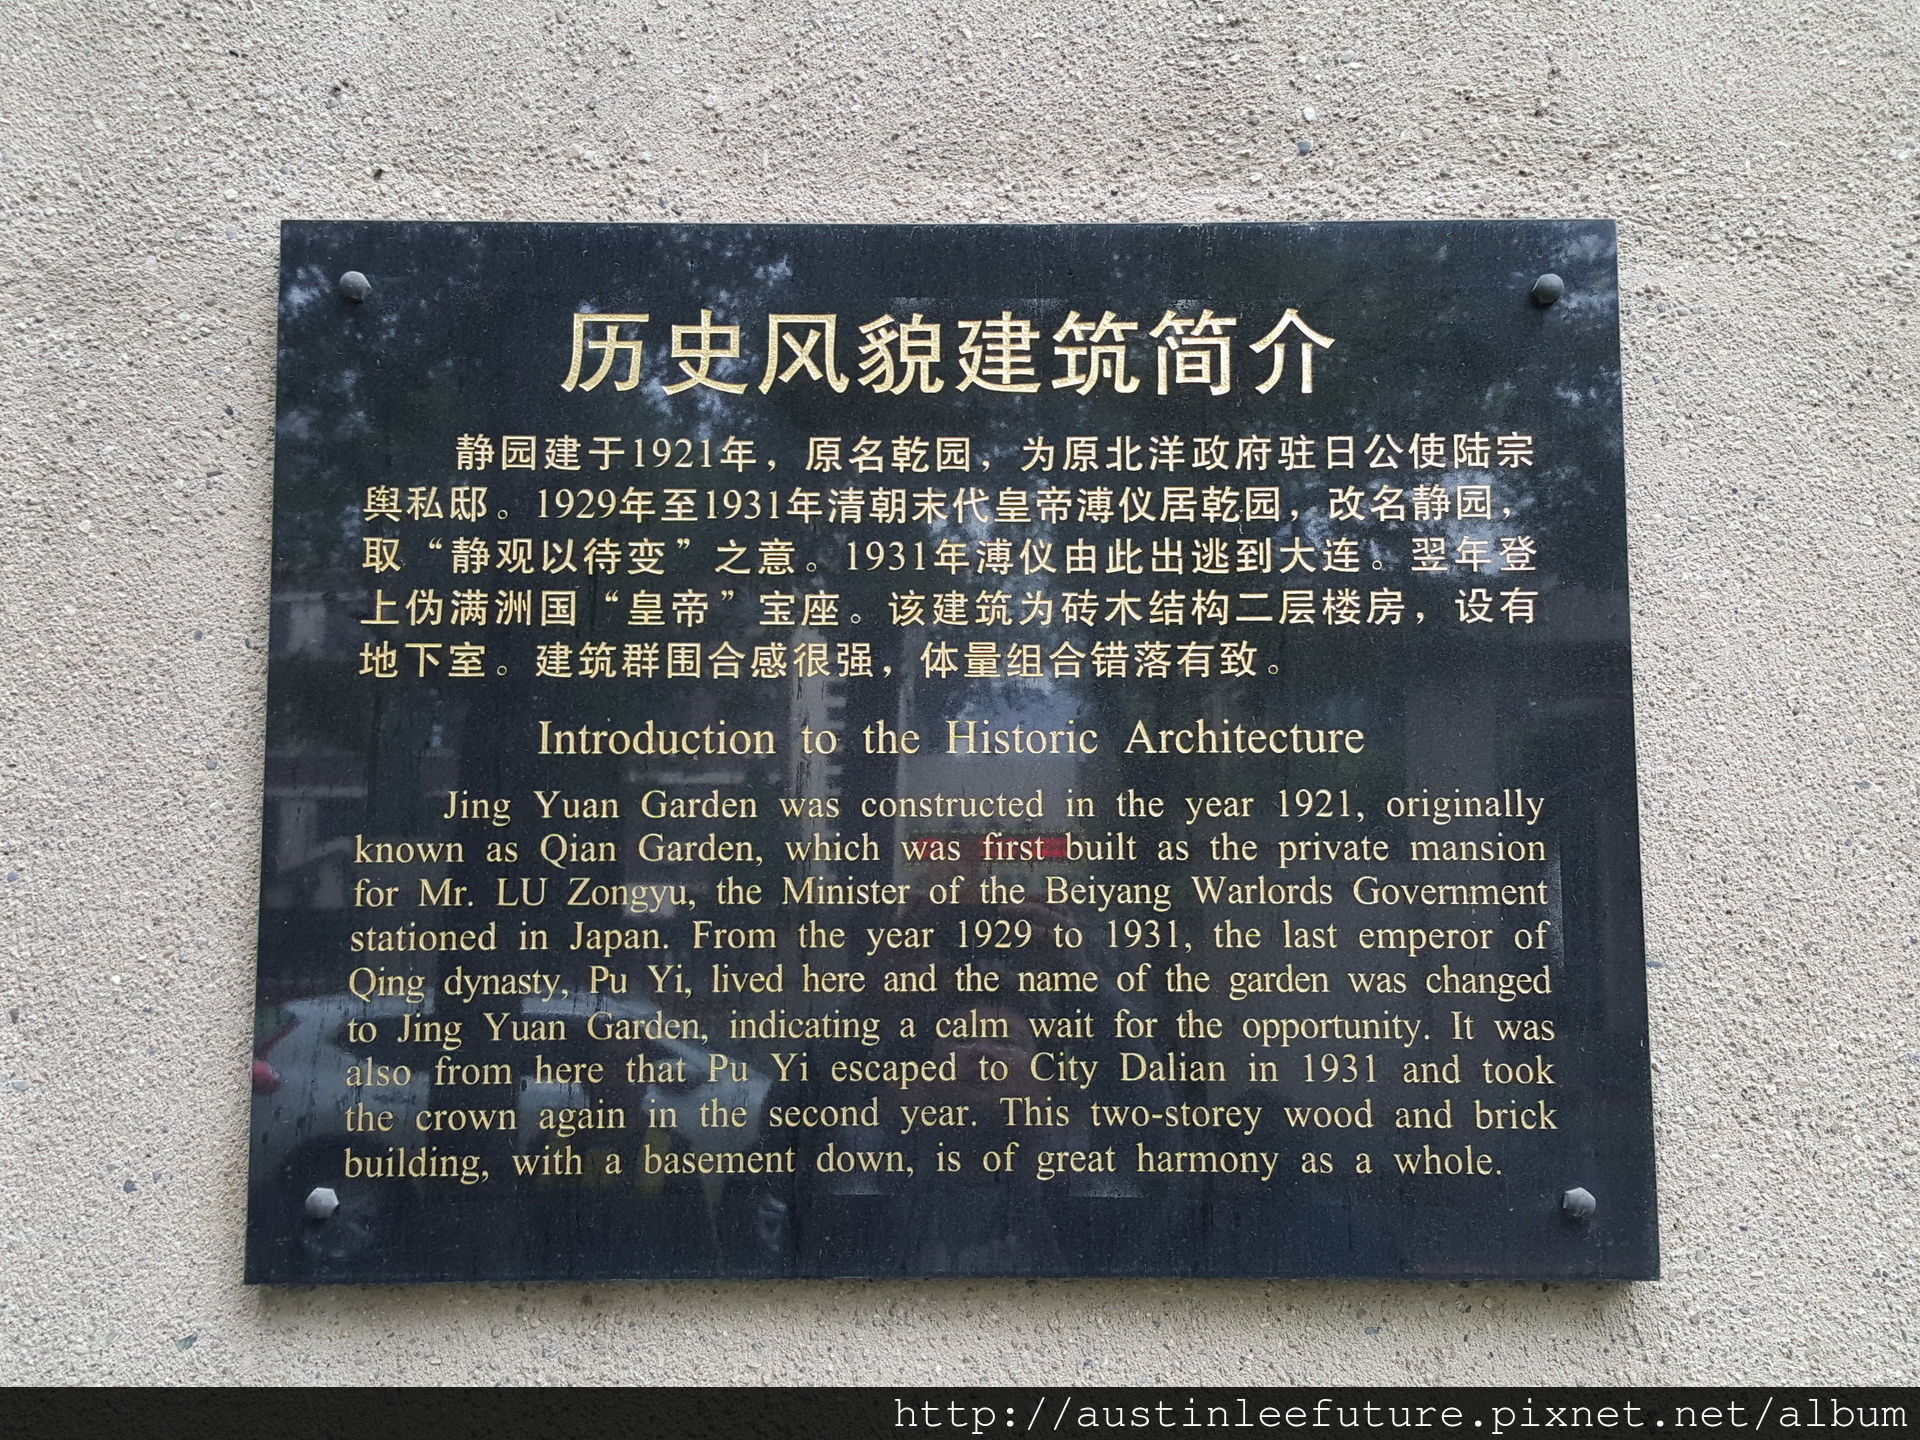 历史风貌建筑简介
静园建于1921年，原名乾园，为原北洋政府驻日公使陆宗
舆私邸。1929年至1931年清朝末代皇帝溥仪居乾园，改名静园，
取“静观以待变”之意。1931年溥仪由此出逃到大连。翌年登
上伪满洲国“皇帝”宝座。该建筑为砖木结构二层楼房，设有
地下室。建筑群围合感很强，体量组合错落有致。
Introduction to the Historic Architecture
Jing Yuan Garden was constructed in the year 1921, originally
known as Qian Garden, which was first built as the private mansion
for Mr. LU Zongyu, the Minister of the Beiyang Warlords Government
stationed in Japan. From the year 1929 to 1931, the last emperor of
Qing dynasty, Pu Yi, lived here and the name of the garden was changed
to Jing Yuan Garden, indicating a calm wait for the opportunity. It was
also from here that Pu Yi escaped to City Dalian in 1931 and took
the crown again in the second year. This two-storey wood and brick
building, with a basement down, is of great harmony as a whole.
http://austinleefuture.pixnet.net/album